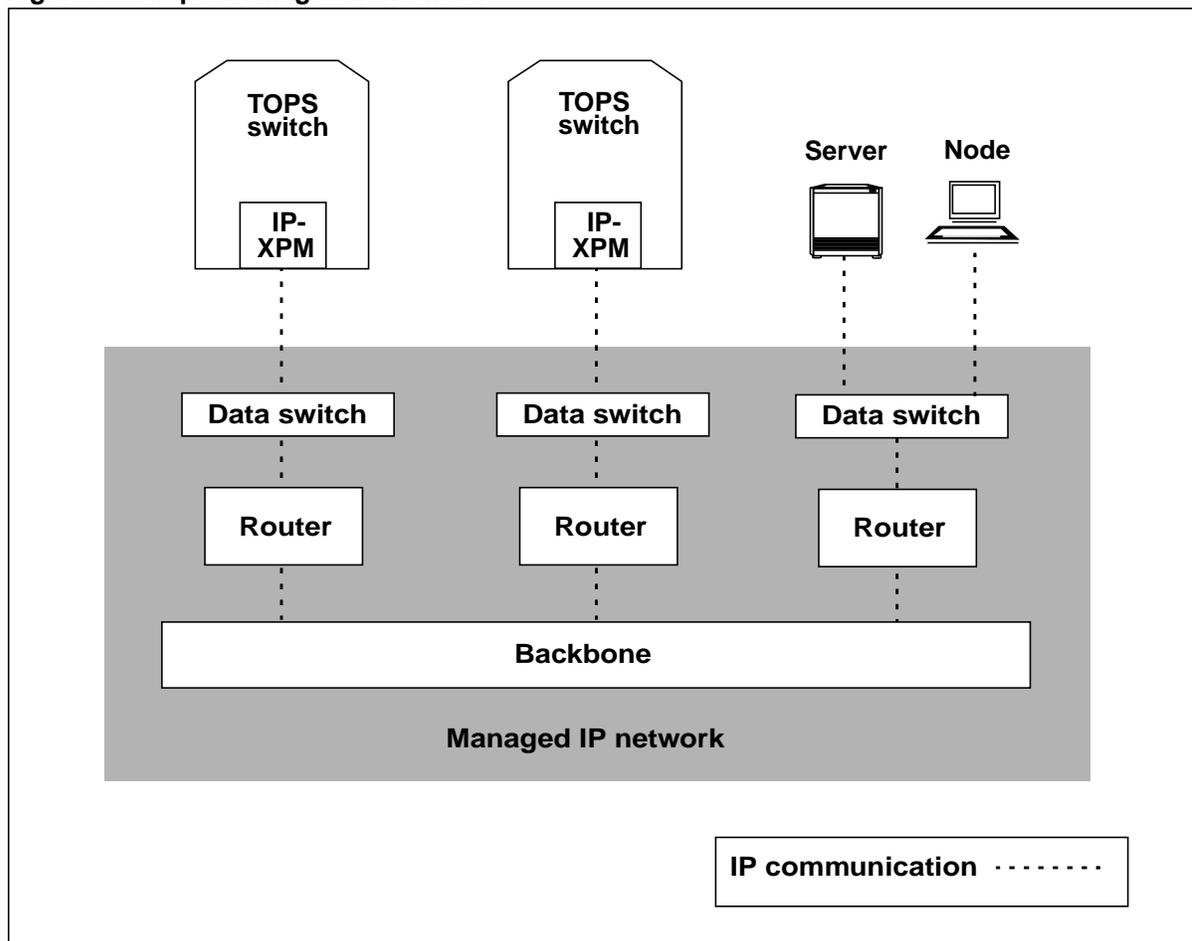 TOPS
switch
TOPS
switch
Server
Node
IP-
XPM
IP-
XPM
Data switch
Data switch
Data switch
Router
Router
Router
Backbone
Managed IP network
IP communication